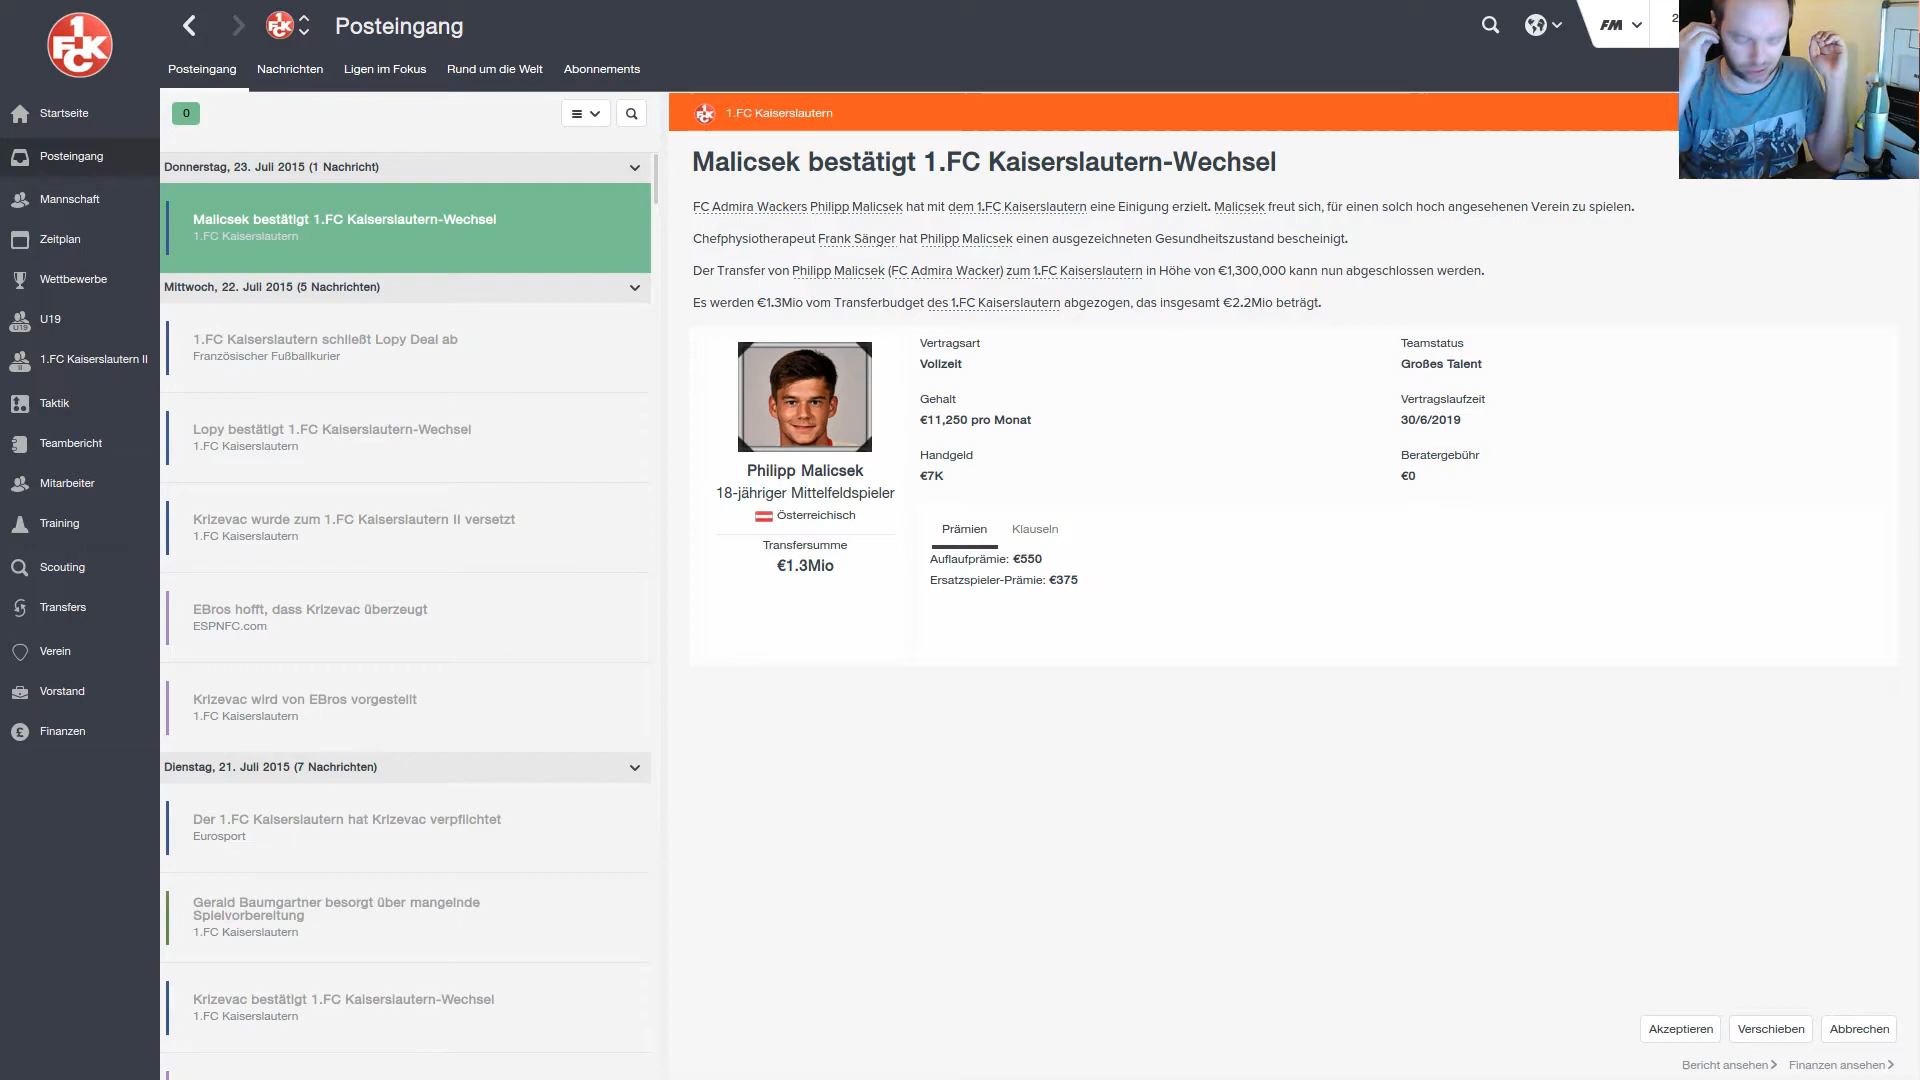 Posteingang
FM
2
Posteingang
Nachrichten
Ligen im Fokus
Rund um die Welt
Abonnements
Startseite
Posteingang
Mannschaft
Zeitplan
Wettbewerbe
U19
1.FC Kaiserslautern II
Taktik
Teambericht
Mitarbeiter
Training
Scouting
Transfers
Verein
Vorstand
Finanzen
0
Donnerstag, 23. Juli 2015 (1 Nachricht)
Malicsek bestätigt 1.FC Kaiserslautern-Wechsel
1.FC Kaiserslautern
Mittwoch, 22. Juli 2015 (5 Nachrichten)
1.FC Kaiserslautern schließt Lopy Deal ab
Französischer Fußballkurier
Lopy bestätigt 1.FC Kaiserslautern-Wechsel
1.FC Kaiserslautern
Krizevac wurde zum 1.FC Kaiserslautern II versetzt
1.FC Kaiserslautern
EBros hofft, dass Krizevac überzeugt
ESPNFC.com
Krizevac wird von EBros vorgestellt
1.FC Kaiserslautern
Dienstag, 21. Juli 2015 (7 Nachrichten)
Der 1.FC Kaiserslautern hat Krizevac verpflichtet
Eurosport
Gerald Baumgartner besorgt über mangelnde
Spielvorbereitung
1.FC Kaiserslautern
Krizevac bestätigt 1.FC Kaiserslautern-Wechsel
1.FC Kaiserslautern
1.FC Kaiserslautern
Malicsek bestätigt 1.FC Kaiserslautern-Wechsel
FC Admira Wackers Philipp Malicsek hat mit dem 1.FC Kaiserslautern eine Einigung erzielt. Malicsek freut sich, für einen solch hoch angesehenen Verein zu spielen.
Chefphysiotherapeut Frank Sänger hat Philipp Malicsek einen ausgezeichneten Gesundheitszustand bescheinigt.
Der Transfer von Philipp Malicsek (FC Admira Wacker) zum 1.FC Kaiserslautern in Höhe von €1,300,000 kann nun abgeschlossen werden.
Es werden €1.3Mio vom Transferbudget des 1.FC Kaiserslautern abgezogen, das insgesamt €2.2Mio beträgt.
Philipp Malicsek
18-jähriger Mittelfeldspieler
Österreichisch
Transfersumme
€1.3Mio
Vertragsart
Vollzeit
Teamstatus
Großes Talent
Gehalt
€11,250 pro Monat
Vertragslaufzeit
30/6/2019
Handgeld
€7K
Beratergebühr
€0
Prämien
Klauseln
Auflaufprämie: €550
Ersatzspieler-Prämie: €375
Akzeptieren
Verschieben
Abbrechen
Bericht ansehen
Finanzen ansehen